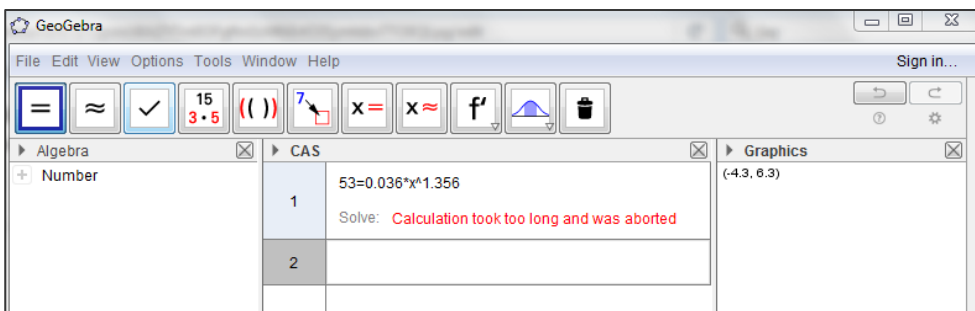 GeoGebra
File Edit View Options Tools Window Help
Sign in...
= ≈ ✓ 15 3 • 5 (( )) 7 x = x ≈ f'
Algebra
CAS
Graphics
Number
1
53=0.036*x^1.356
Solve: Calculation took too long and was aborted
2
(-4.3, 6.3)